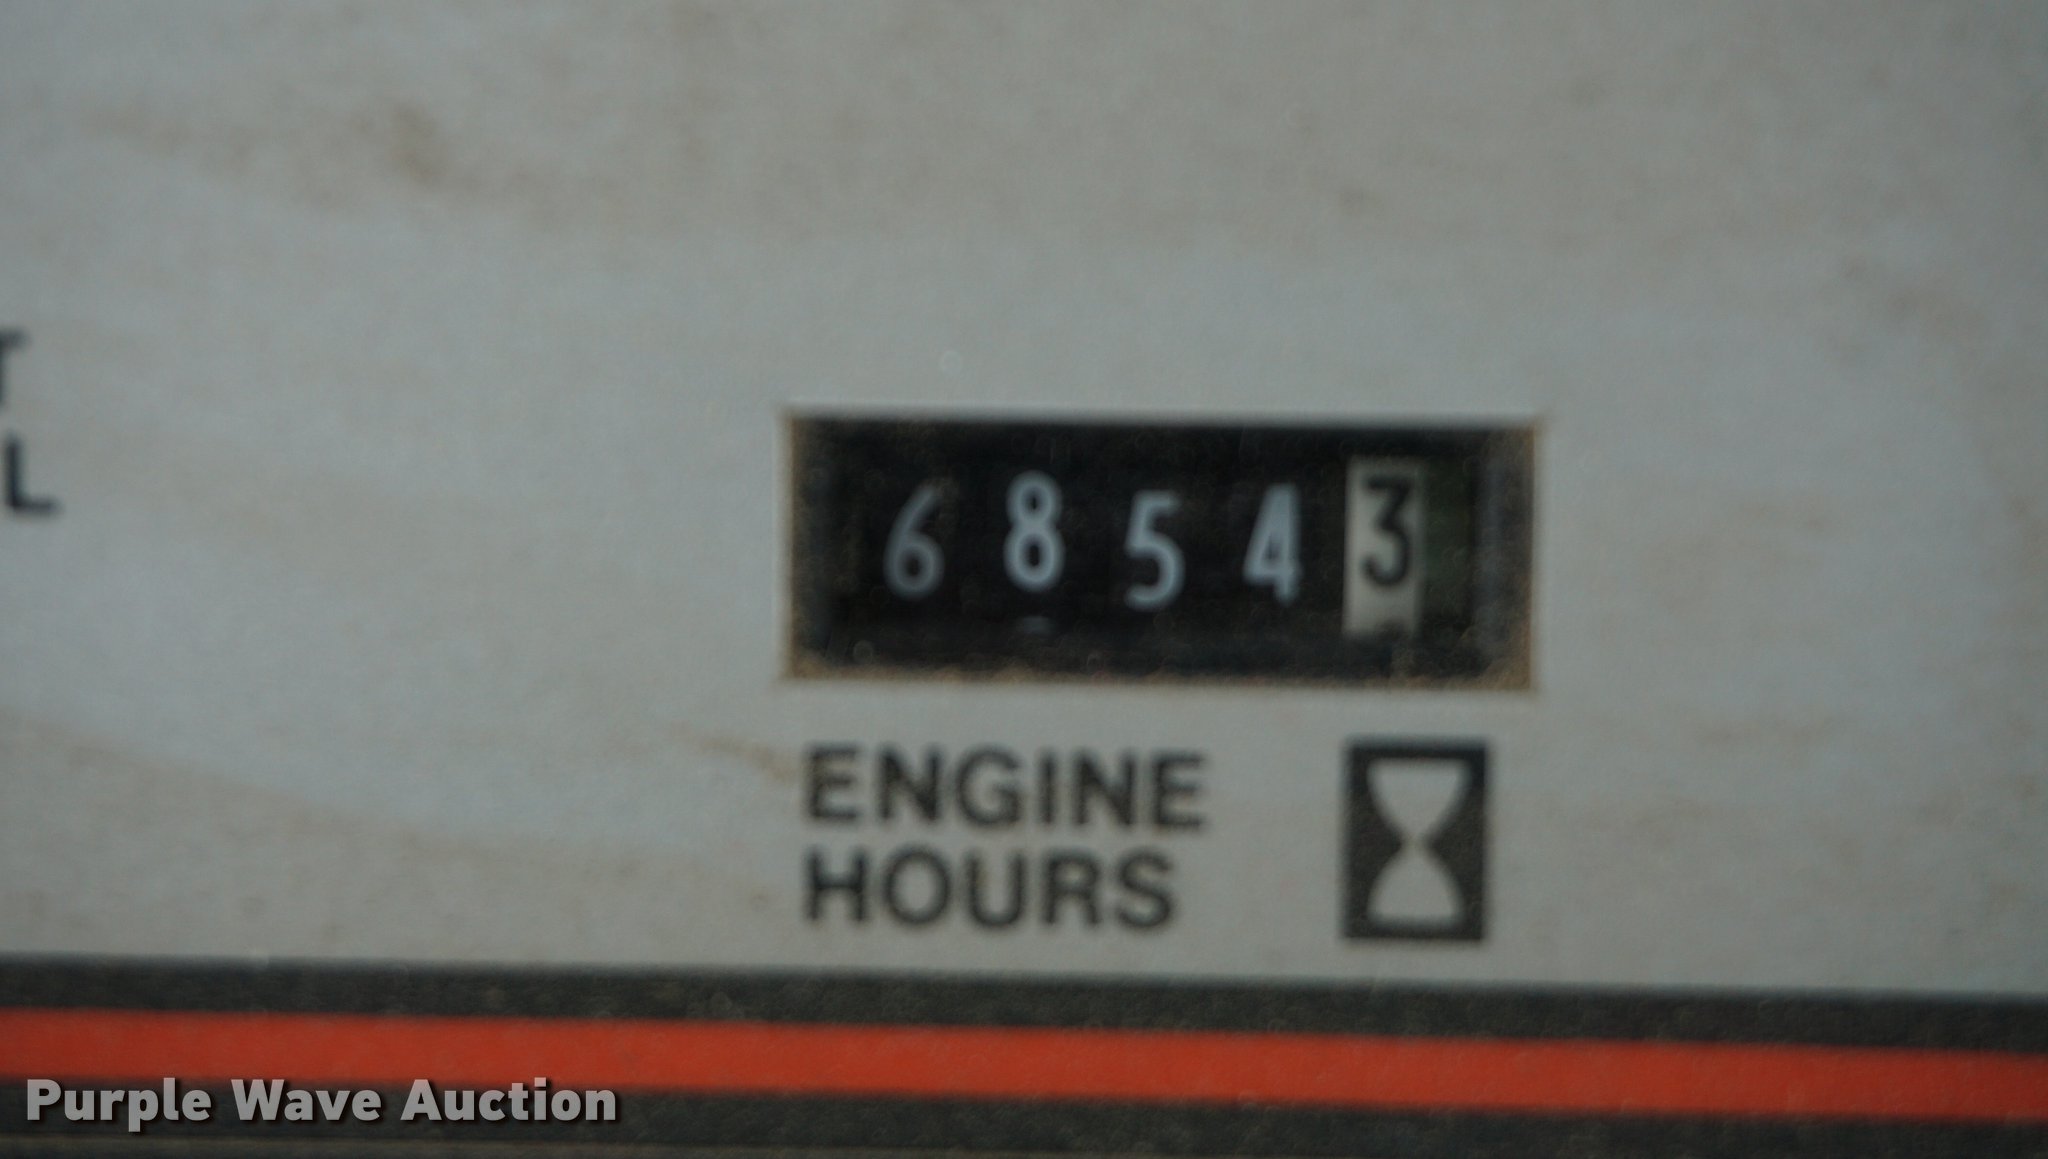 T
L
68543
ENGINE
HOURS
Purple Wave Auction